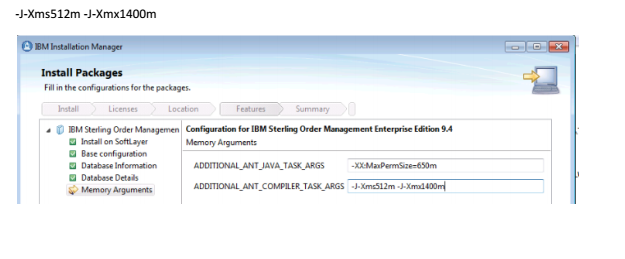 -J-Xms512m -J-Xmx1400m
IBM Installation Manager
Install Packages
Fill in the configurations for the packages.
Install Licenses Location Features Summary
IBM Sterling Order Managemen
Install on SoftLayer
Base configuration
Database Information
Database Details
Memory Arguments
Configuration for IBM Sterling Order Management Enterprise Edition 9.4
Memory Arguments
ADDITIONAL_ANT_JAVA_TASK_ARGS -XX:MaxPermSize=650m
ADDITIONAL_ANT_COMPILER_TASK_ARGS -J-Xms512m -J-Xmx1400m